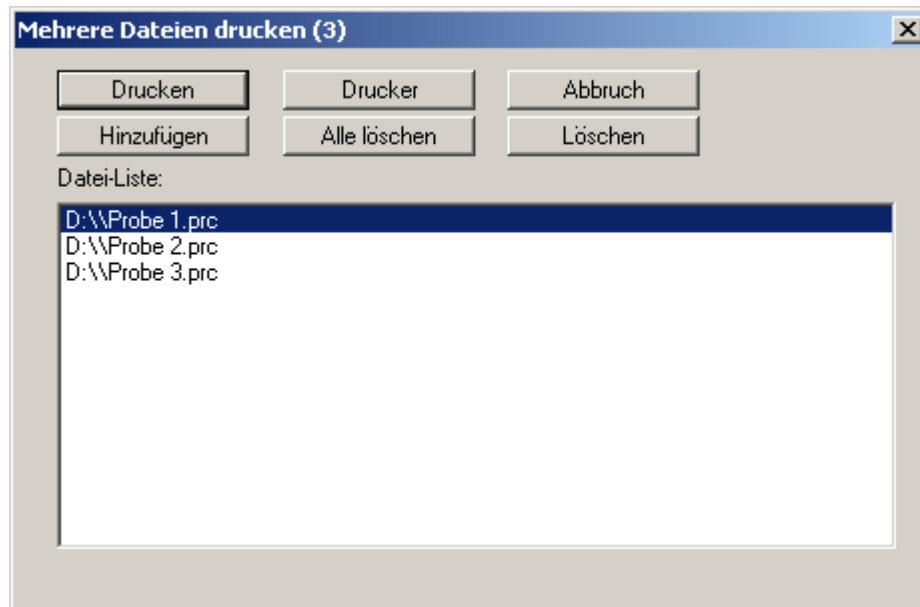 Mehrere Dateien drucken (3)
Drucken Drucker Abbruch
Hinzufügen Alle löschen Löschen
Datei-Liste:
D:\\Probe 1.prc
D:\\Probe 2.prc
D:\\Probe 3.prc